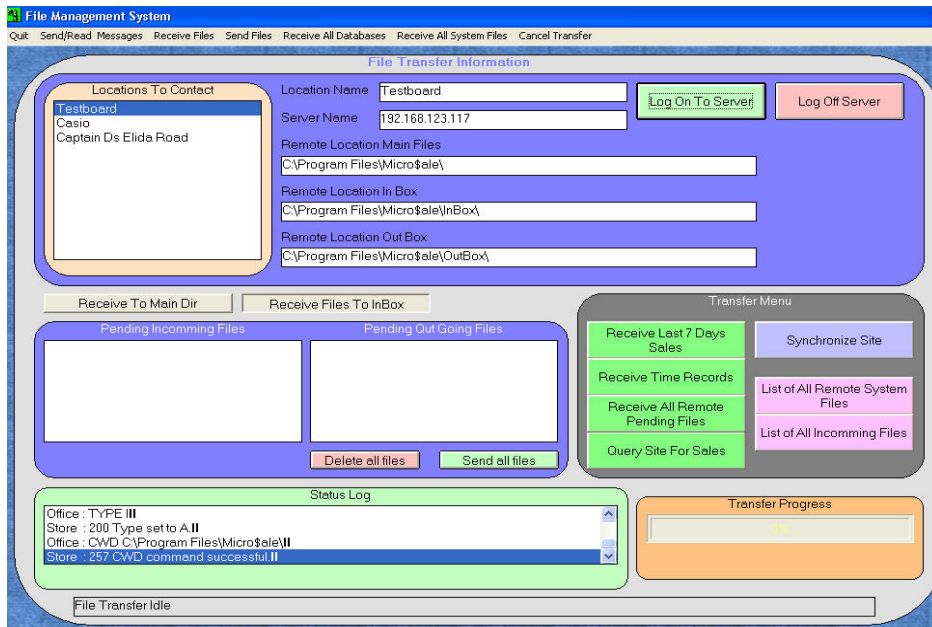 File Management System
Quit Send/Read Messages Receive Files Send Files Receive All Databases Receive All System Files Cancel Transfer
File Transfer Information
Locations To Contact
Testboard
Casio
Captain Ds Elida Road
Location Name Testboard
Server Name 192.168.123.117
Log On To Server
Log Off Server
Remote Location Main Files
C:\Program Files\Micro$ale\
Remote Location In Box
C:\Program Files\Micro$ale\InBox\
Remote Location Out Box
C:\Program Files\Micro$ale\OutBox\
Receive To Main Dir
Receive Files To InBox
Pending Incomming Files
Pending Out Going Files
Delete all files
Send all files
Transfer Menu
Receive Last 7 Days
Sales
Receive Time Records
Receive All Remote
Pending Files
Query Site For Sales
Synchronize Site
List of All Remote System
Files
List of All Incomming Files
Status Log
Office : TYPE III
Store : 200 Type set to A.II
Office : CWD C:\Program Files\Micro$ale\II
Store : 257 CWD command successful.II
Transfer Progress
File Transfer Idle